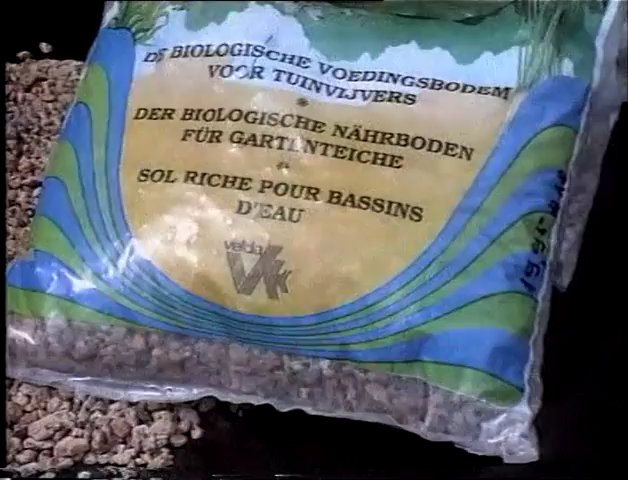 DE BIOLOGISCHE VOEDINGSBODEM
VOOR TUINVIJVERS
DER BIOLOGISCHE NÄHRBODEN
FÜR GARTENTEICHE
SOL RICHE POUR BASSINS
D'EAU
velda